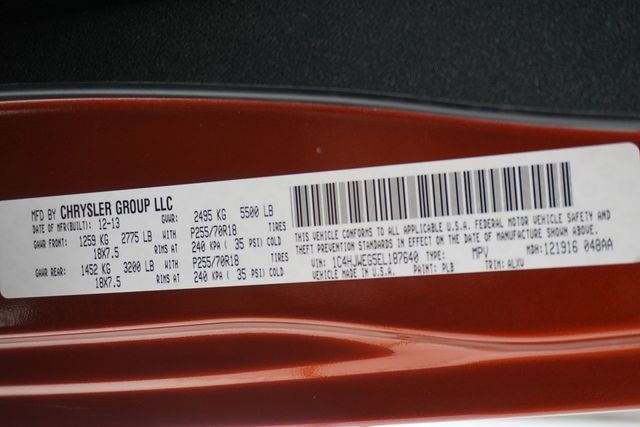 MFD BY CHRYSLER GROUP LLC
DATE OF MFR(BUILT): 12-13 GVWR: 2495 KG 5500 LB
GAWR FRONT: 1259 KG 2775 LB WITH P255/70R18 TIRES
18X7.5 RIMS AT 240 KPA ( 35 PSI) COLD
GAWR REAR: 1452 KG 3200 LB WITH P255/70R18 TIRES
18X7.5 RIMS AT 240 KPA ( 35 PSI) COLD
THIS VEHICLE CONFORMS TO ALL APPLICABLE U.S.A. FEDERAL MOTOR VEHICLE SAFETY AND
THEFT PREVENTION STANDARDS IN EFFECT ON THE DATE OF MANUFACTURE SHOWN ABOVE.
VIN: 1C4HJWEG5EL187640 TYPE: MPV MDH: 121916 048AA
MADE IN U.S.A. PAINT: PLB TRIM: ALXV